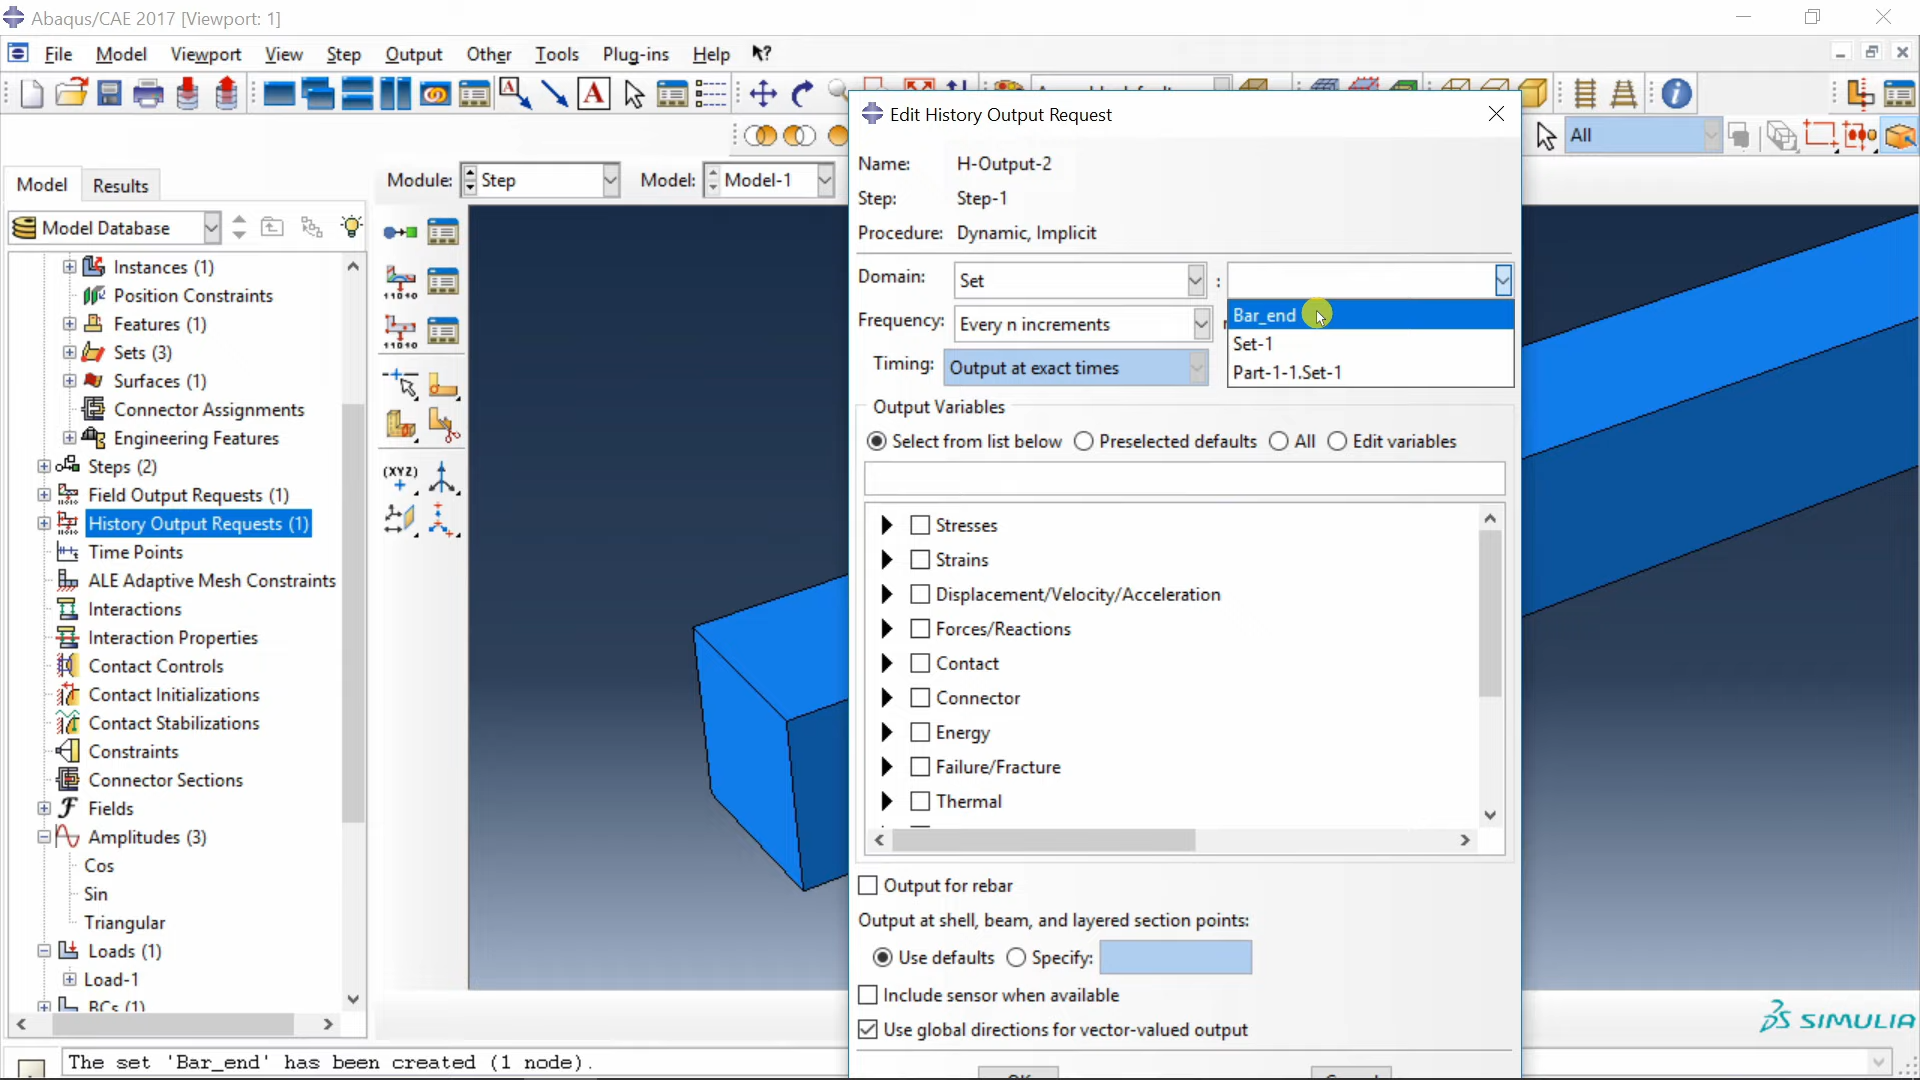 Abaqus/CAE 2017 [Viewport: 1]
File Model Viewport View Step Output Other Tools Plug-ins Help
All
Model Results
Module: Step Model: Model-1
Model Database
Instances (1)
Position Constraints
Features (1)
Sets (3)
Surfaces (1)
Connector Assignments
Engineering Features
Steps (2)
Field Output Requests (1)
History Output Requests (1)
Time Points
ALE Adaptive Mesh Constraints
Interactions
Interaction Properties
Contact Controls
Contact Initializations
Contact Stabilizations
Constraints
Connector Sections
Fields
Amplitudes (3)
Cos
Sin
Triangular
Loads (1)
Load-1
BCs (1)
(XYZ)
Edit History Output Request
Name: H-Output-2
Step: Step-1
Procedure: Dynamic, Implicit
Domain: Set :
Bar_end
Set-1
Part-1-1.Set-1
Frequency: Every n increments
Timing: Output at exact times
Output Variables
Select from list below Preselected defaults All Edit variables
Stresses
Strains
Displacement/Velocity/Acceleration
Forces/Reactions
Contact
Connector
Energy
Failure/Fracture
Thermal
Output for rebar
Output at shell, beam, and layered section points:
Use defaults Specify:
Include sensor when available
Use global directions for vector-valued output
SIMULIA
The set 'Bar_end' has been created (1 node).